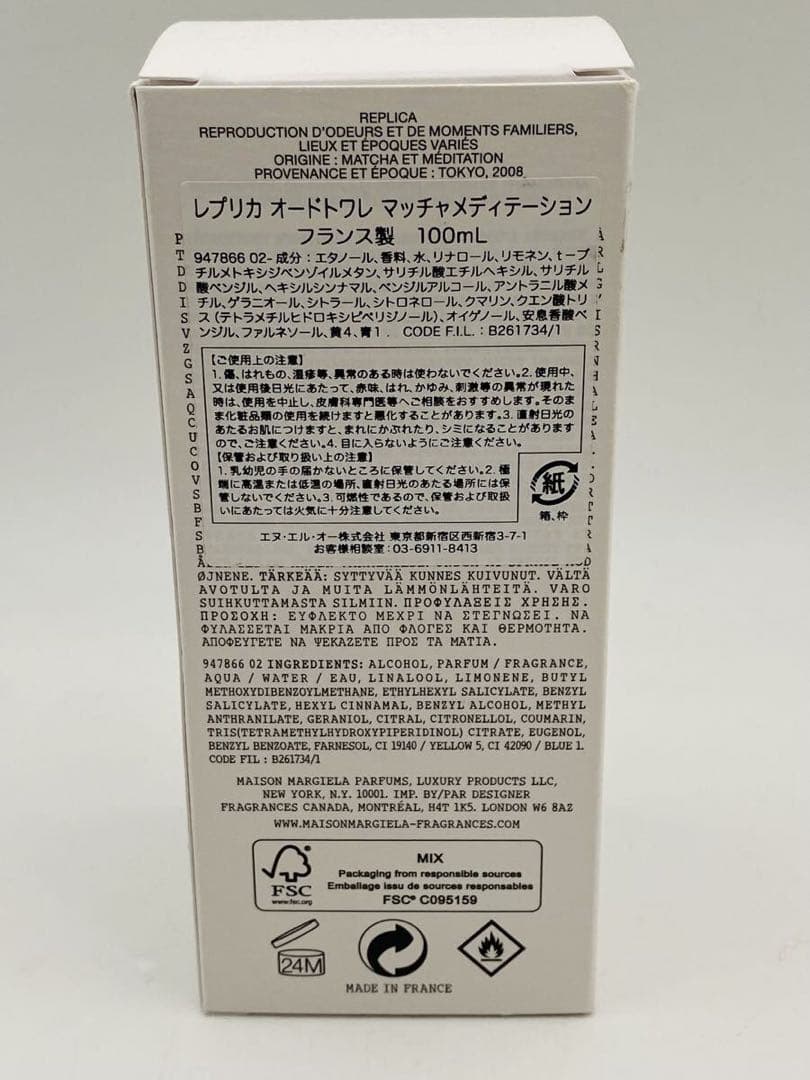 REPLICA
REPRODUCTION D'ODEURS ET DE MOMENTS FAMILIERS,
LIEUX ET ÉPOQUES VARIÉS
ORIGINE : MATCHA ET MÉDITATION
PROVENANCE ET ÉPOQUE : TOKYO, 2008
レプリカ オードトワレ マッチャメディテーション
フランス製 100mL
947866 02- 成分：エタノール、香料、水、リナロール、リモネン、t－ブ
チルメトキシジベンゾイルメタン、サリチル酸エチルヘキシル、サリチル
酸ベンジル、ヘキシルシンナマル、ベンジルアルコール、アントラニル酸メ
チル、ゲラニオール、シトラール、シトロネロール、クマリン、クエン酸トリ
ス（テトラメチルヒドロキシピペリジノール）、オイゲノール、安息香酸ベ
ンジル、ファルネソール、黄4、青1． CODE F.I.L. : B261734/1
【ご使用上の注意】
1.傷、はれもの、湿疹等、異常のある時は使わないでください。2.使用中、
又は使用後日光にあたって、赤味、はれ、かゆみ、刺激等の異常が現れた
時は、使用を中止し、皮膚科専門医等へご相談をおすすめします。そのま
ま化粧品類の使用を続けますと悪化することがあります。3.直射日光の
あたるお肌につけますと、まれにかぶれたり、シミになることがあります
ので、ご注意ください。4.目に入らないようにご注意ください。
【保管および取り扱い上の注意】
1.乳幼児の手の届かないところに保管してください。2.極
端に高温または低温の場所、直射日光のあたる場所には保
管しないでください。3.可燃性であるので、保管および取扱
いにあたっては火気に十分注意してください。
紙
箱、枠
エヌ・エル・オー株式会社 東京都新宿区西新宿3-7-1
お客様相談室：03-6911-8413
ØJNENE. TÄRKEÄÄ: SYTTYVÄÄ KUNNES KUIVUNUT. VÄLTÄ
AVOTULTA JA MUITA LÄMMÖNLÄHTEITÄ. VARO
SUIHKUTTAMASTA SILMIIN. ΠΡΟΦΥΛΑΞΕΙΣ ΧΡΗΣΗΣ.
ΠΡΟΣΟΧΗ: ΕΥΦΛΕΚΤΟ ΜΕΧΡΙ ΝΑ ΣΤΕΓΝΩΣΕΙ. ΝΑ
ΦΥΛΑΣΣΕΤΑΙ ΜΑΚΡΙΑ ΑΠΟ ΦΛΟΓΕΣ ΚΑΙ ΘΕΡΜΟΤΗΤΑ.
ΑΠΟΦΕΥΓΕΤΕ ΝΑ ΨΕΚΑΖΕΤΕ ΠΡΟΣ ΤΑ ΜΑΤΙΑ.
947866 02 INGREDIENTS: ALCOHOL, PARFUM / FRAGRANCE,
AQUA / WATER / EAU, LINALOOL, LIMONENE, BUTYL
METHOXYDIBENZOYLMETHANE, ETHYLHEXYL SALICYLATE, BENZYL
SALICYLATE, HEXYL CINNAMAL, BENZYL ALCOHOL, METHYL
ANTHRANILATE, GERANIOL, CITRAL, CITRONELLOL, COUMARIN,
TRIS(TETRAMETHYLHYDROXYPIPERIDINOL) CITRATE, EUGENOL,
BENZYL BENZOATE, FARNESOL, CI 19140 / YELLOW 5, CI 42090 / BLUE 1.
CODE FIL : B261734/1
MAISON MARGIELA PARFUMS, LUXURY PRODUCTS LLC,
NEW YORK, N.Y. 10001. IMP. BY/PAR DESIGNER
FRAGRANCES CANADA, MONTRÉAL, H4T 1K5. LONDON W6 8AZ
WWW.MAISONMARGIELA-FRAGRANCES.COM
FSC
www.fsc.org
MIX
Packaging from responsible sources
Emballage issu de sources responsables
FSC® C095159
24M
MADE IN FRANCE